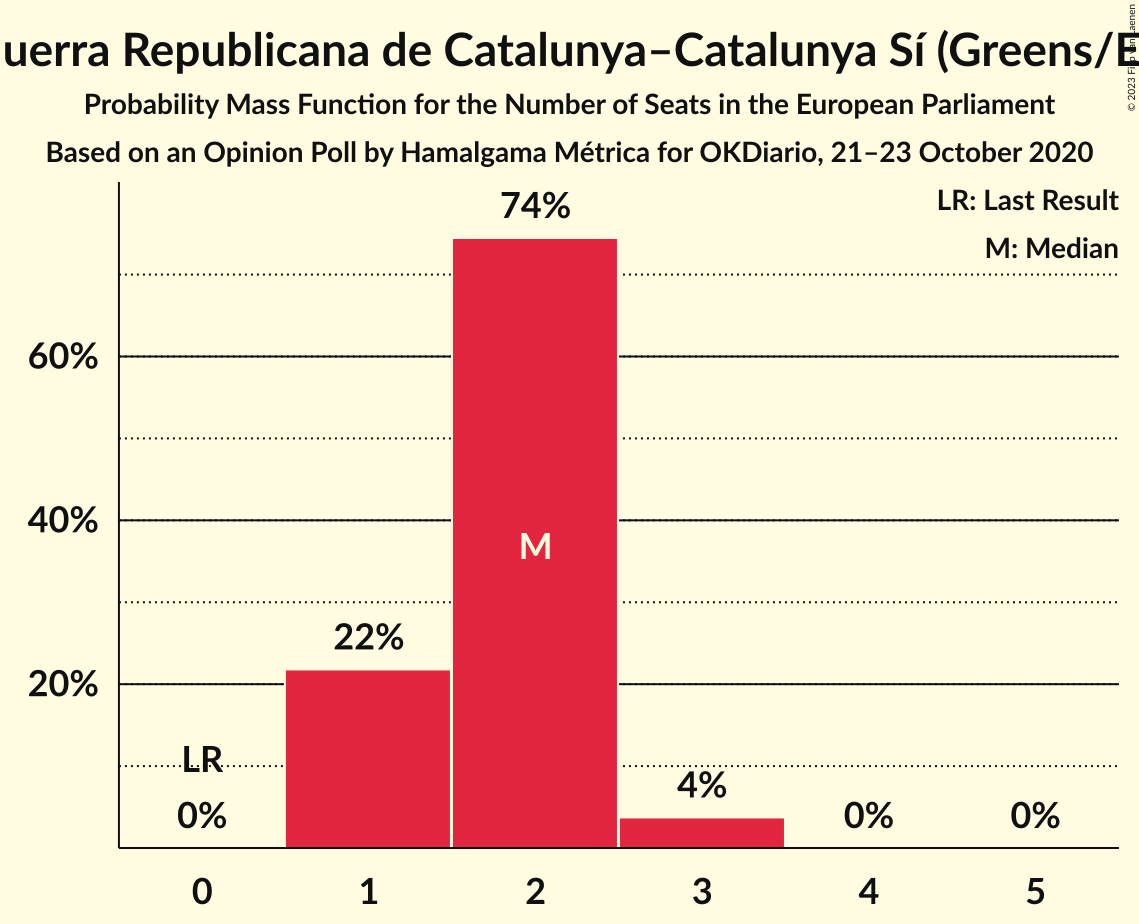 uerra Republicana de Catalunya–Catalunya Sí (Greens/E
Probability Mass Function for the Number of Seats in the European Parliament
Based on an Opinion Poll by Hamalgama Métrica for OKDiario, 21–23 October 2020
LR: Last Result
M: Median
74%
60%
40%
M
22%
20%
LR
4%
0%
0%
0%
0 1 2 3 4 5
© 2023